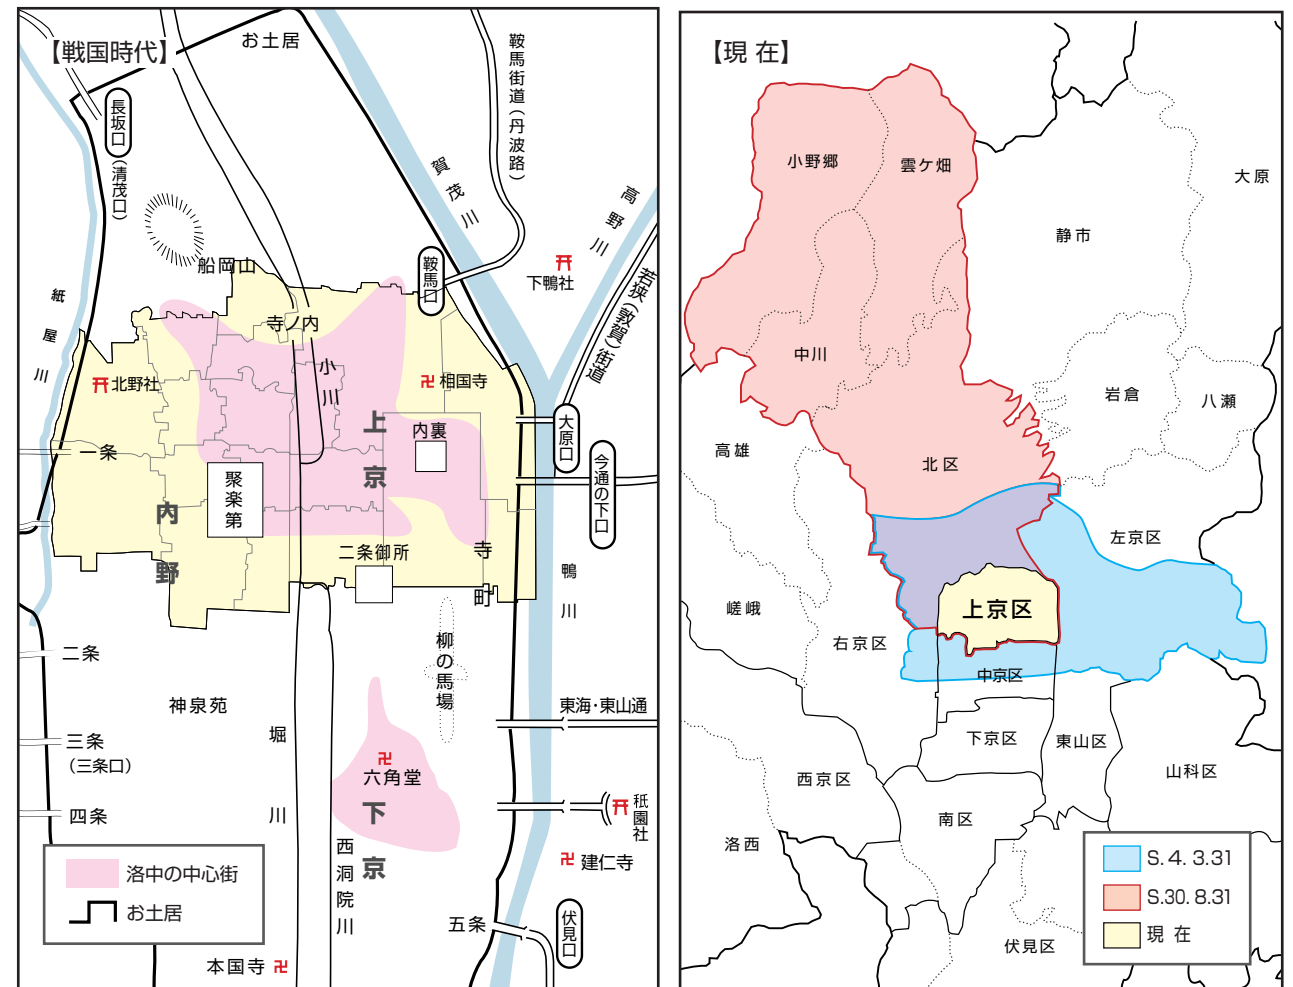 【戦国時代】
お土居
鞍馬街道（丹波路）
長坂口
（清茂口）
賀茂川
高野川
船岡山
鞍馬口
下鴨社
若狭（敦賀）街道
紙屋川
寺ノ内
小川
北野社
相国寺
上京
内裏
大原口
一条
聚楽第
今通の下口
内野
二条御所
寺町
鴨川
柳の馬場
二条
神泉苑
東海・東山通
堀川
三条
（三条口）
六角堂
四条
下京
祇園社
西洞院川
建仁寺
洛中の中心街
お土居
五条
伏見口
本国寺
【現 在】
小野郷
雲ケ畑
大原
静市
中川
岩倉
八瀬
高雄
北区
左京区
嵯峨
上京区
右京区
中京区
下京区
東山区
西京区
山科区
南区
洛西
伏見区
S. 4. 3.31
S.30. 8.31
現 在